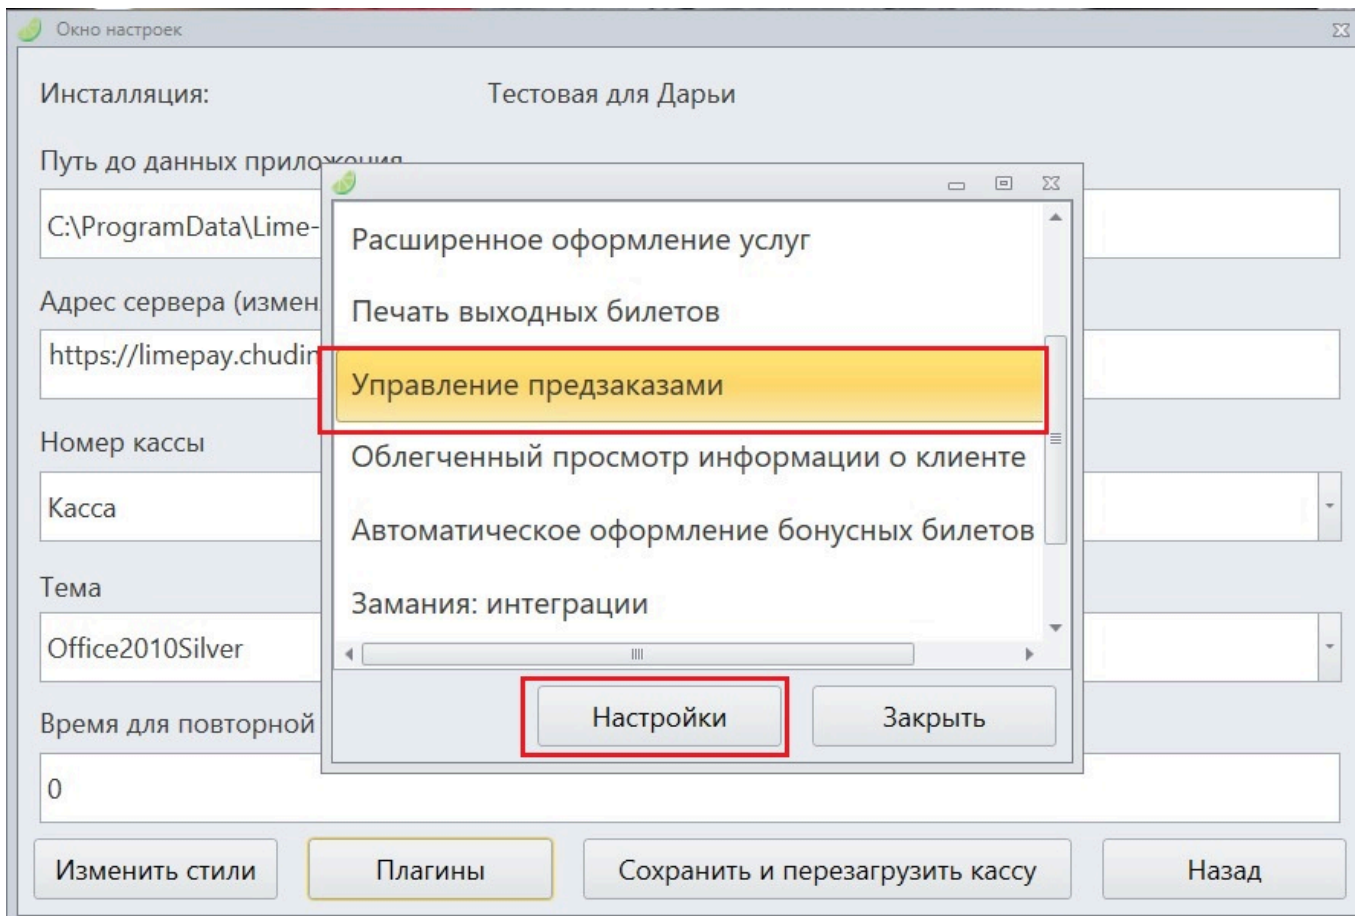 Окно настроек
Инсталляция: Тестовая для Дарьи
Путь до данных приложения
C:\ProgramData\Lime-
Адрес сервера (измен
https://limepay.chudin
Номер кассы
Касса
Тема
Office2010Silver
Время для повторной
0
Расширенное оформление услуг
Печать выходных билетов
Управление предзаказами
Облегченный просмотр информации о клиенте
Автоматическое оформление бонусных билетов
Замания: интеграции
Настройки Закрыть
Изменить стили Плагины Сохранить и перезагрузить кассу Назад